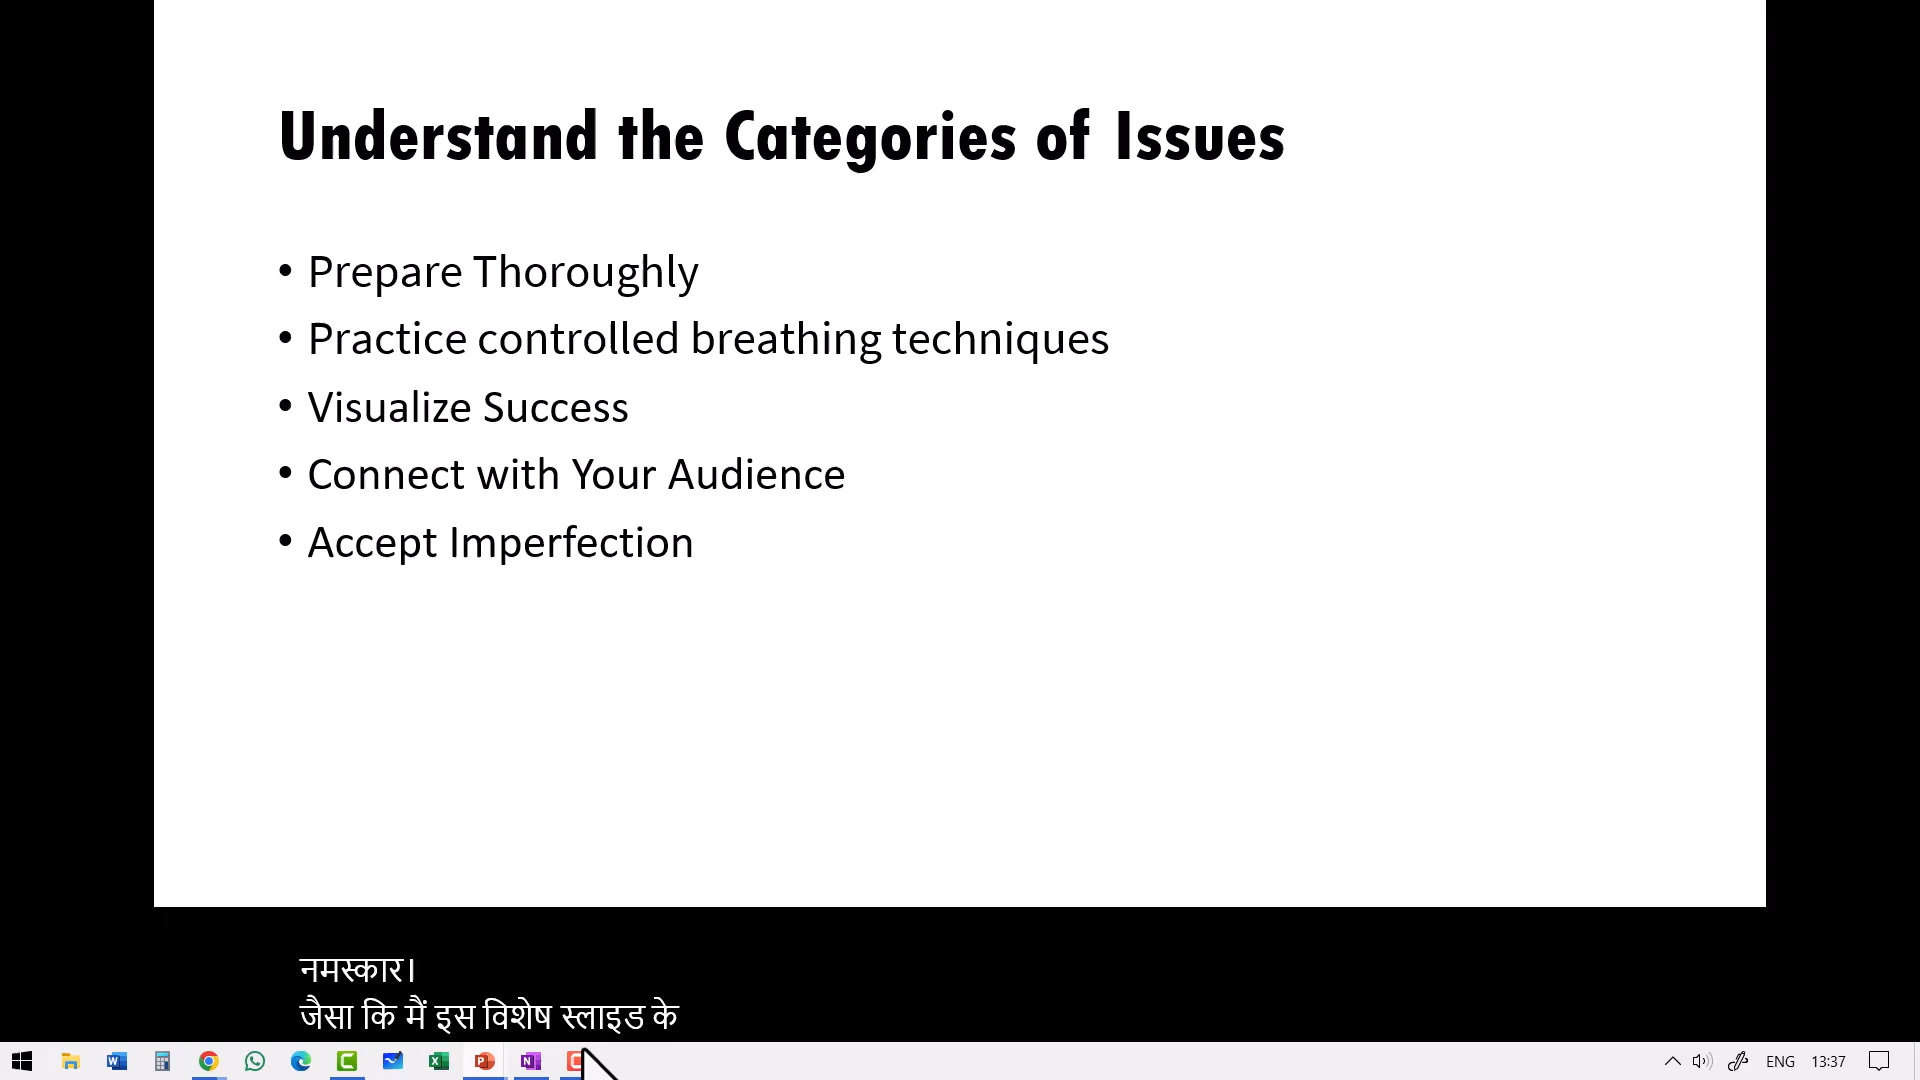 Understand the Categories of Issues
• Prepare Thoroughly
• Practice controlled breathing techniques
• Visualize Success
• Connect with Your Audience
• Accept Imperfection
नमस्कार।
जैसा कि मैं इस विशेष स्लाइड के
ENG 13:37